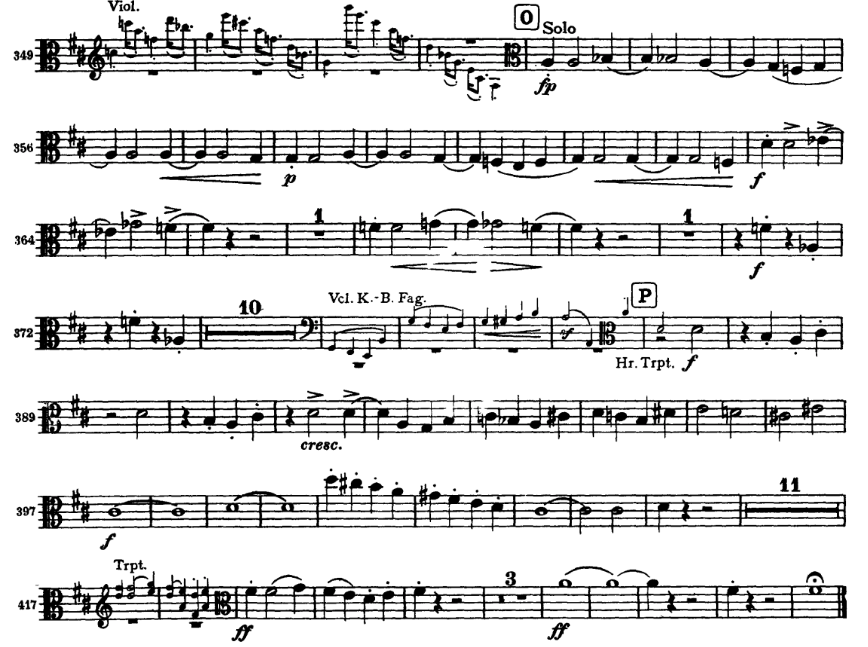 Viol. O Solo
349 fp
356 p f
364 1 1 f
372 10 Vcl. K.-B. Fag. sf P Hr. Trpt. f
389 cresc.
397 f 11
Trpt.
417 ff 3 ff